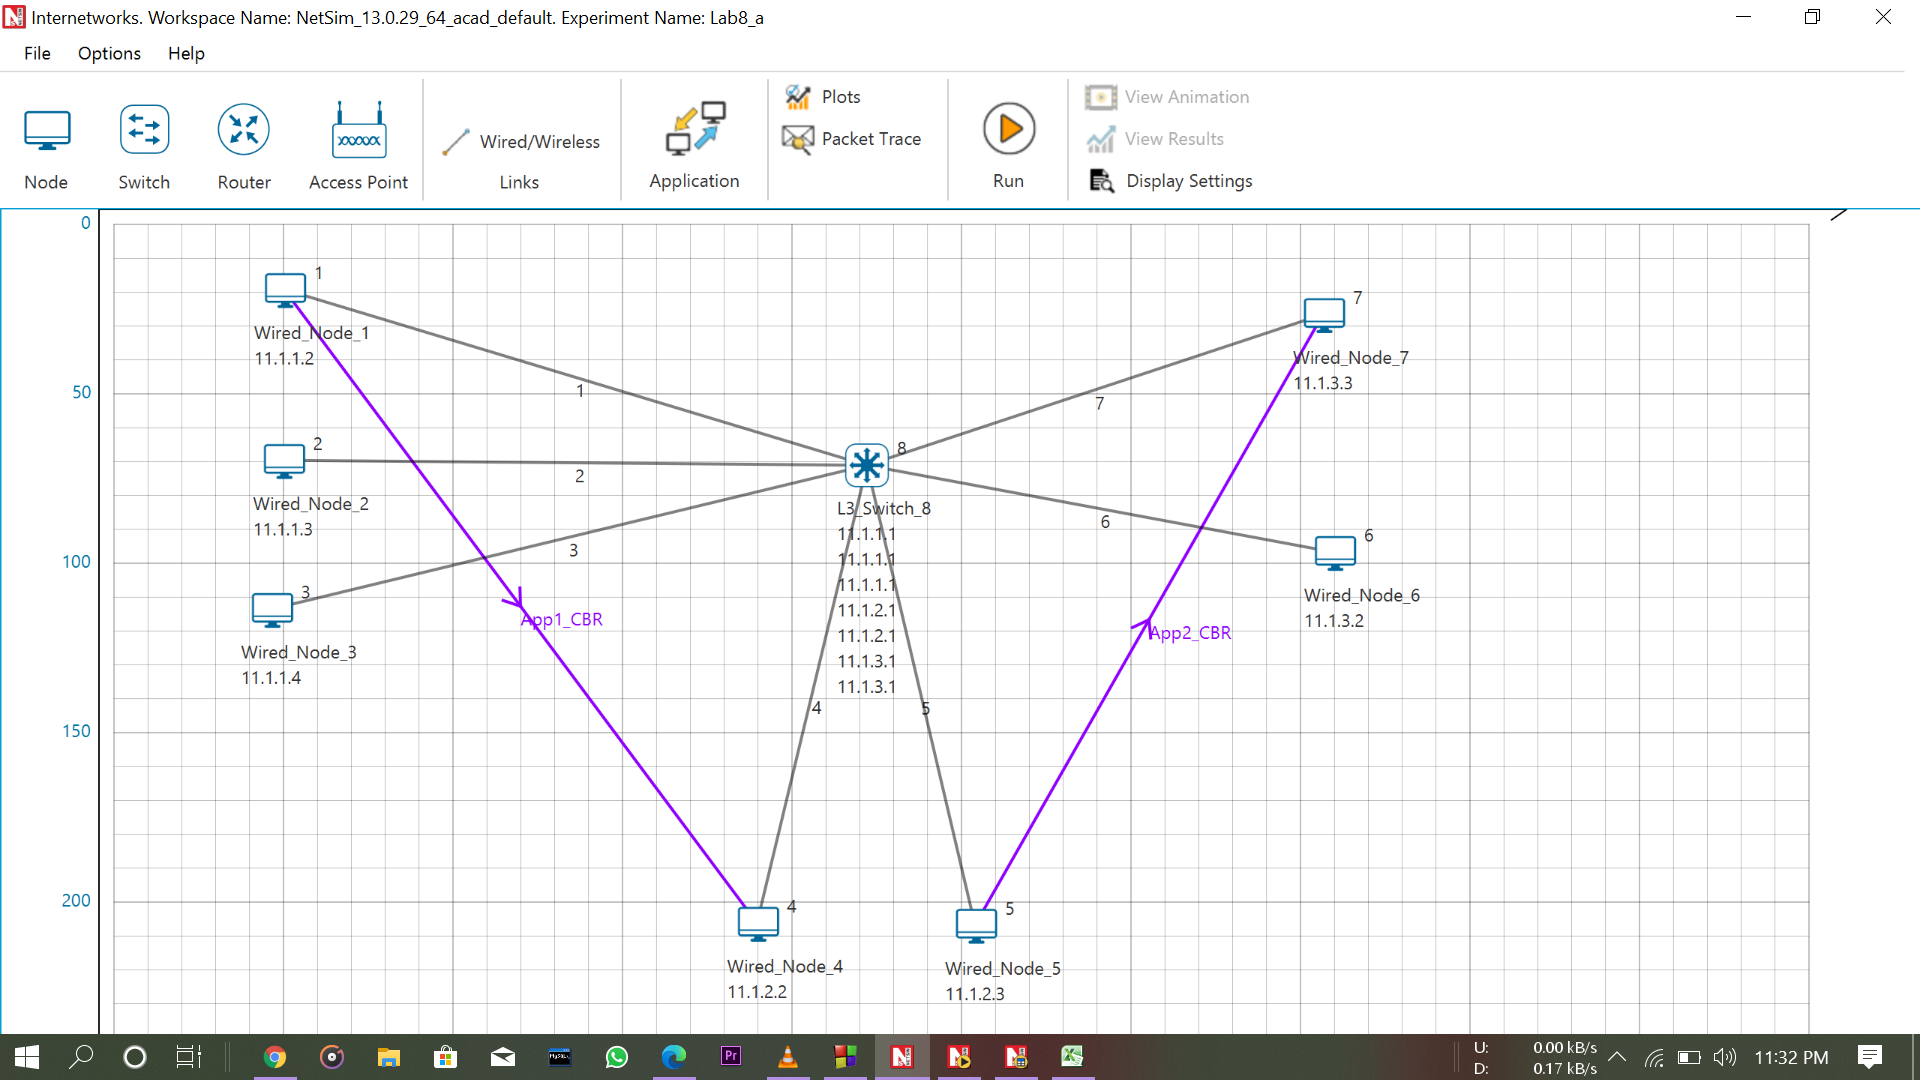 Internetworks. Workspace Name: NetSim_13.0.29_64_acad_default. Experiment Name: Lab8_a
File Options Help
Node
Switch
Router
Access Point
Wired/Wireless
Links
Application
Plots
Packet Trace
Run
View Animation
View Results
Display Settings
0
50
100
150
200
1
Wired_Node_1
11.1.1.2
2
Wired_Node_2
11.1.1.3
3
Wired_Node_3
11.1.1.4
1
2
3
App1_CBR
8
L3_Switch_8
11.1.1.1
11.1.1.1
11.1.1.1
11.1.2.1
11.1.2.1
11.1.3.1
11.1.3.1
4
5
7
6
App2_CBR
7
Wired_Node_7
11.1.3.3
6
Wired_Node_6
11.1.3.2
4
Wired_Node_4
11.1.2.2
5
Wired_Node_5
11.1.2.3
MySQL
Pr
U: 0.00 kB/s
D: 0.17 kB/s
11:32 PM